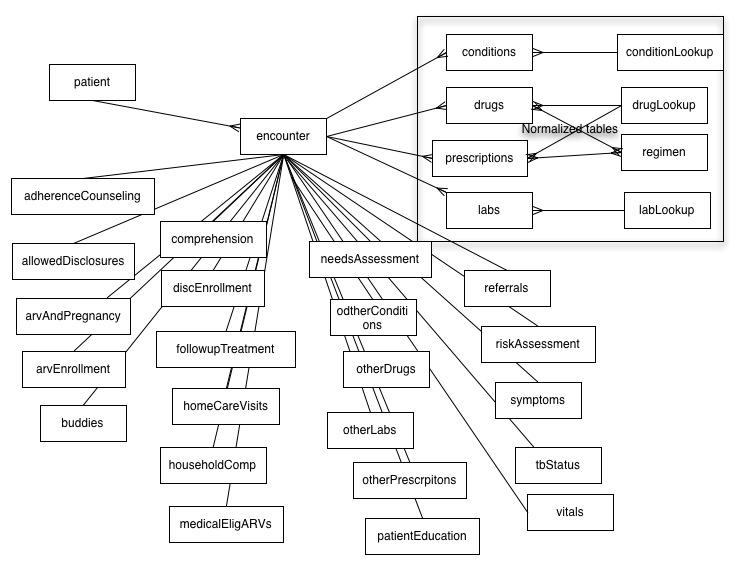 conditions
conditionLookup
patient
drugs
drugLookup
encounter
Normalized tables
prescriptions
regimen
adherenceCounseling
labs
labLookup
comprehension
allowedDisclosures
needsAssessment
discEnrollment
referrals
arvAndPregnancy
odtherConditi
ons
followupTreatment
riskAssessment
arvEnrollment
otherDrugs
homeCareVisits
symptoms
buddies
otherLabs
householdComp
tbStatus
otherPrescrpitons
medicalEligARVs
vitals
patientEducation